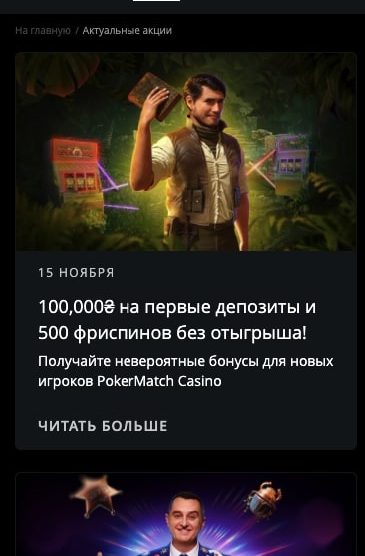 На главную / Актуальные акции
15 НОЯБРЯ
100,000₴ на первые депозиты и
500 фриспинов без отыгрыша!
Получайте невероятные бонусы для новых
игроков PokerMatch Casino
ЧИТАТЬ БОЛЬШЕ